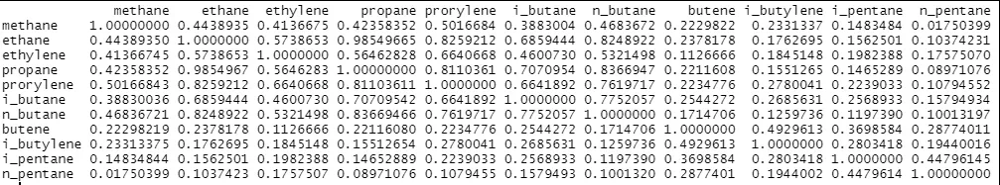 methane ethane ethylene propane prorylene i_butane n_butane butene i_butylene i_pentane n_pentane
methane 1.00000000 0.4438935 0.4136675 0.42358352 0.5016684 0.3883004 0.4683672 0.2229822 0.2331337 0.1483484 0.01750399
ethane 0.44389350 1.0000000 0.5738653 0.98549665 0.8259212 0.6859444 0.8248922 0.2378178 0.1762695 0.1562501 0.10374231
ethylene 0.41366745 0.5738653 1.0000000 0.56462828 0.6640668 0.4600730 0.5321498 0.1126666 0.1845148 0.1982388 0.17575070
propane 0.42358352 0.9854967 0.5646283 1.00000000 0.8110361 0.7070954 0.8366947 0.2211608 0.1551265 0.1465289 0.08971076
prorylene 0.50166843 0.8259212 0.6640668 0.81103611 1.0000000 0.6641892 0.7619717 0.2234776 0.2780041 0.2239033 0.10794552
i_butane 0.38830036 0.6859444 0.4600730 0.70709542 0.6641892 1.0000000 0.7752057 0.2544272 0.2685631 0.2568933 0.15794934
n_butane 0.46836721 0.8248922 0.5321498 0.83669466 0.7619717 0.7752057 1.0000000 0.1714706 0.1259736 0.1197390 0.10013197
butene 0.22298219 0.2378178 0.1126666 0.22116080 0.2234776 0.2544272 0.1714706 1.0000000 0.4929613 0.3698584 0.28774011
i_butylene 0.23313375 0.1762695 0.1845148 0.15512654 0.2780041 0.2685631 0.1259736 0.4929613 1.0000000 0.2803418 0.19440016
i_pentane 0.14834844 0.1562501 0.1982388 0.14652889 0.2239033 0.2568933 0.1197390 0.3698584 0.2803418 1.0000000 0.44796145
n_pentane 0.01750399 0.1037423 0.1757507 0.08971076 0.1079455 0.1579493 0.1001320 0.2877401 0.1944002 0.4479614 1.00000000